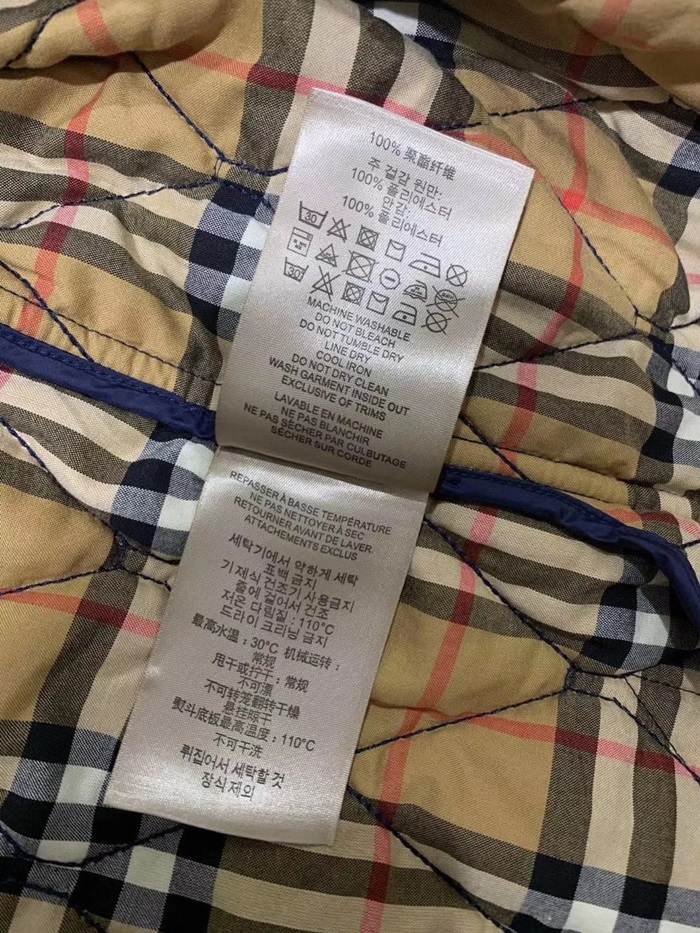 100% 聚酯纤维
주 겉감 원만:
100% 폴리에스터
안감:
100% 폴리에스터
30
30
MACHINE WASHABLE
DO NOT BLEACH
DO NOT TUMBLE DRY
LINE DRY
COOL IRON
DO NOT DRY CLEAN
WASH GARMENT INSIDE OUT
EXCLUSIVE OF TRIMS
LAVABLE EN MACHINE
NE PAS BLANCHIR
NE PAS SÉCHER PAR CULBUTAGE
SÉCHER SUR CORDE
REPASSER À BASSE TEMPÉRATURE
NE PAS NETTOYER À SEC
RETOURNER AVANT DE LAVER.
ATTACHEMENTS EXCLUS
세탁기에서 약하게 세탁
표백 금지
기계식 건조기 사용금지
줄에 걸어서 건조
저온 다림질: 110°C
드라이 크리닝 금지
最高水温：30°C 机械运转：
常规
甩干或拧干：常规
不可漂
不可转笼翻转干燥
悬挂晾干
熨斗底板最高温度：110°C
不可干洗
뒤집어서 세탁할 것
장식 제외